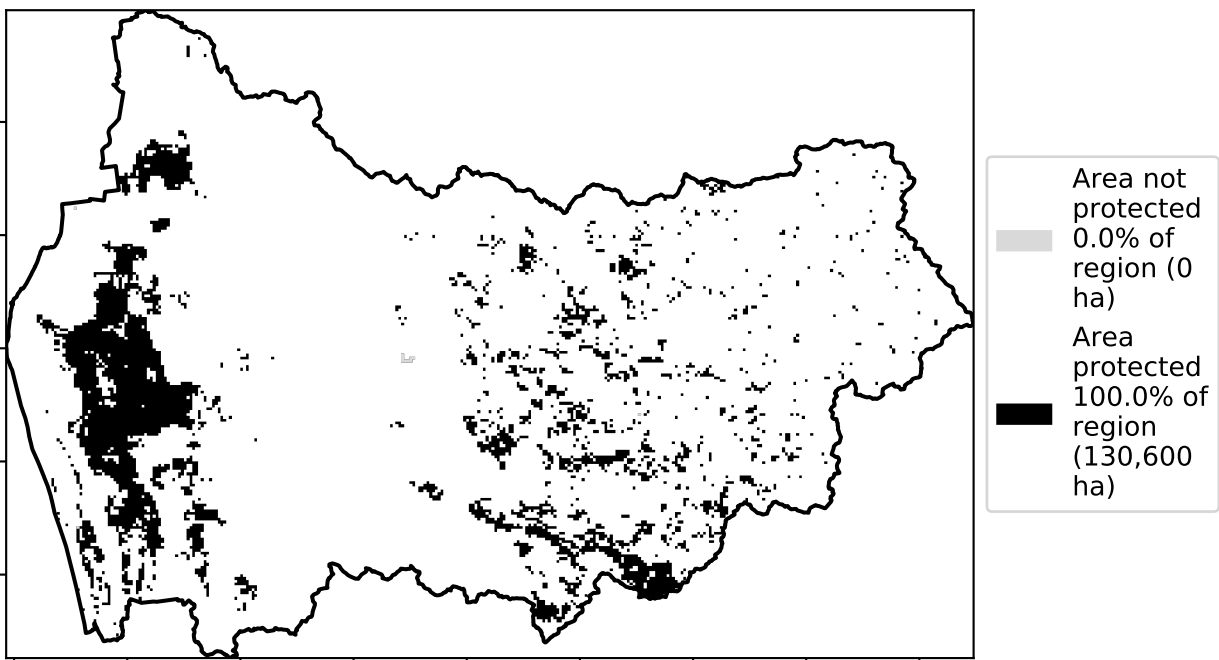 Area not
protected
0.0% of
region (0
ha)
Area
protected
100.0% of
region
(130,600
ha)